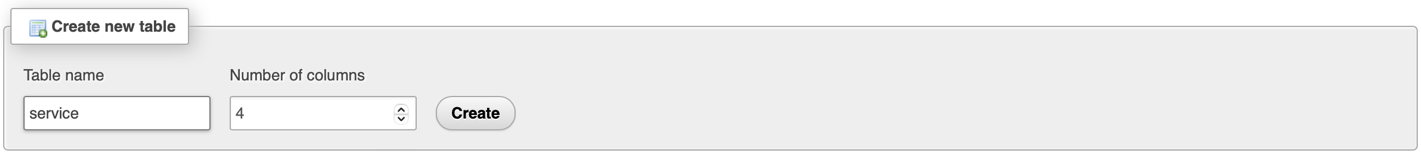 Create new table
Table name Number of columns
service 4 Create